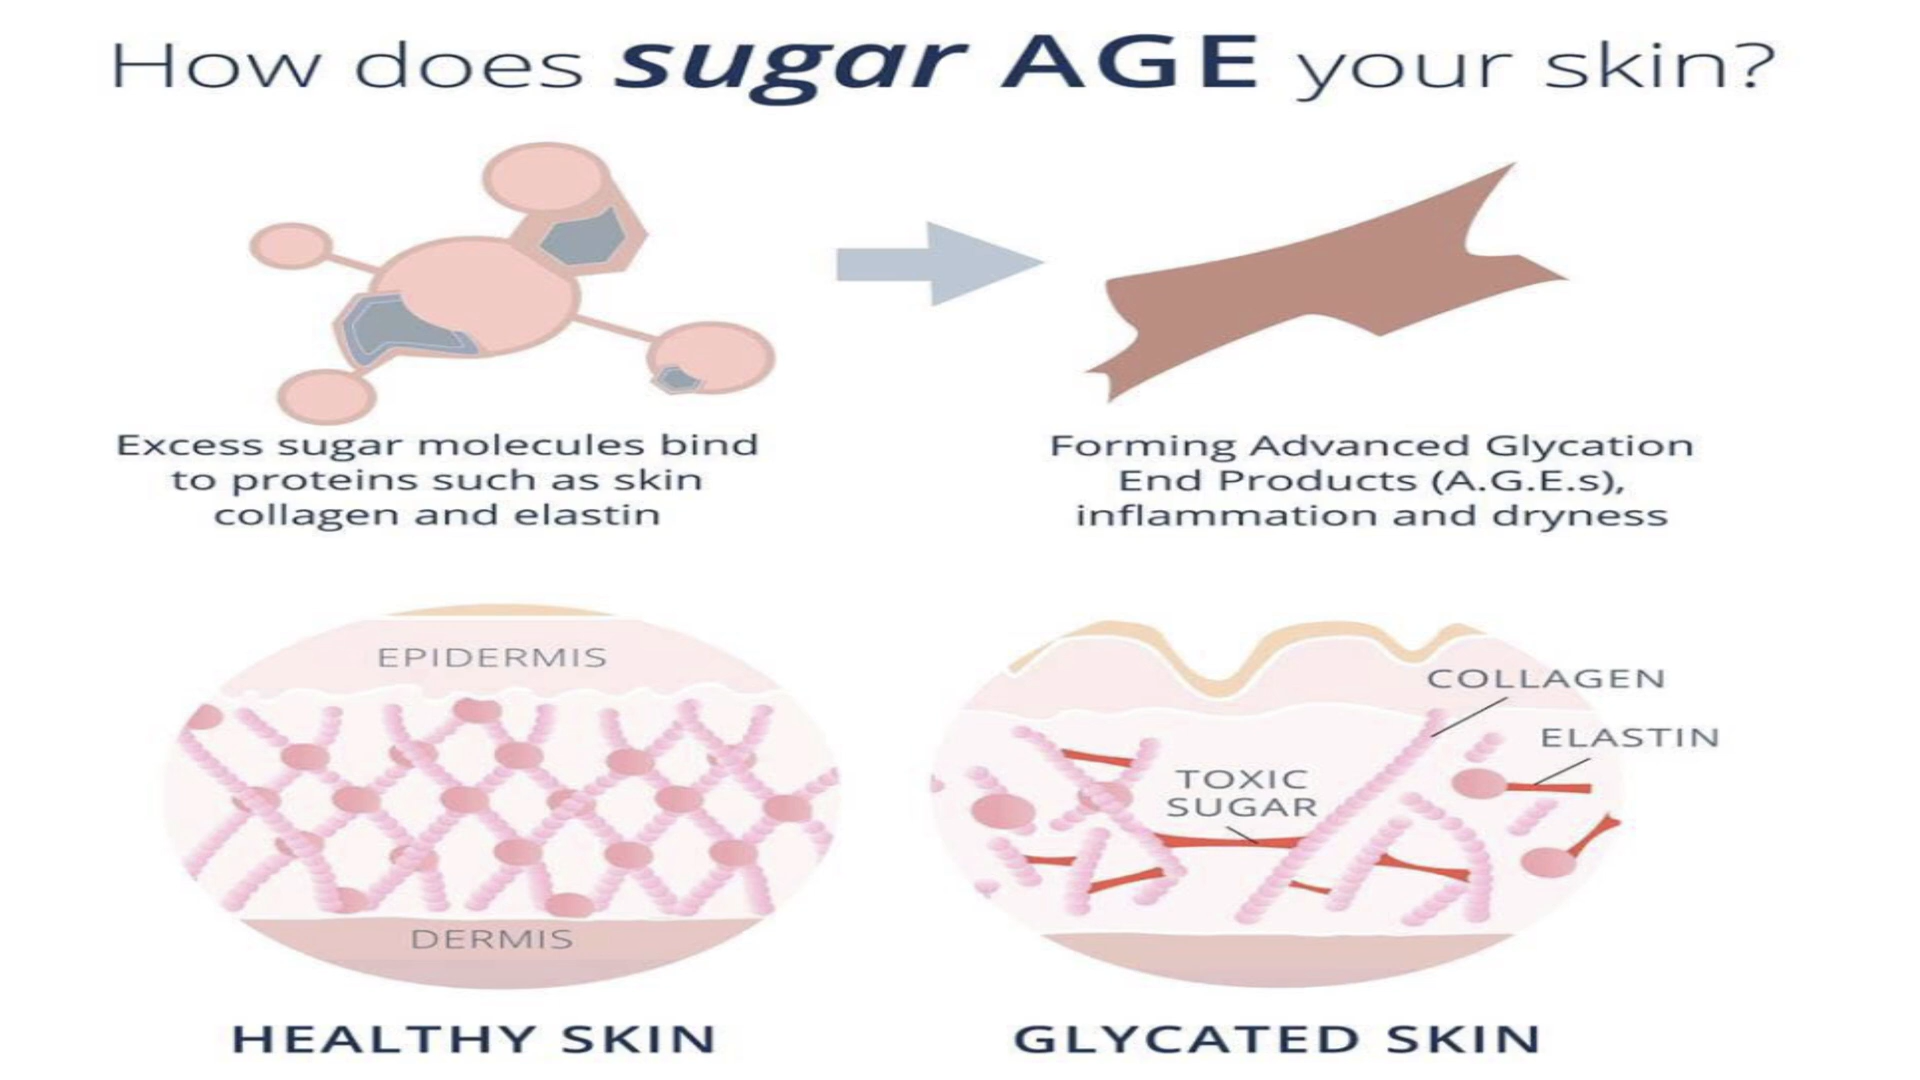 How does sugar AGE your skin?
Excess sugar molecules bind
to proteins such as skin
collagen and elastin
Forming Advanced Glycation
End Products (A.G.E.s),
inflammation and dryness
EPIDERMIS
DERMIS
HEALTHY SKIN
COLLAGEN
ELASTIN
TOXIC
SUGAR
GLYCATED SKIN